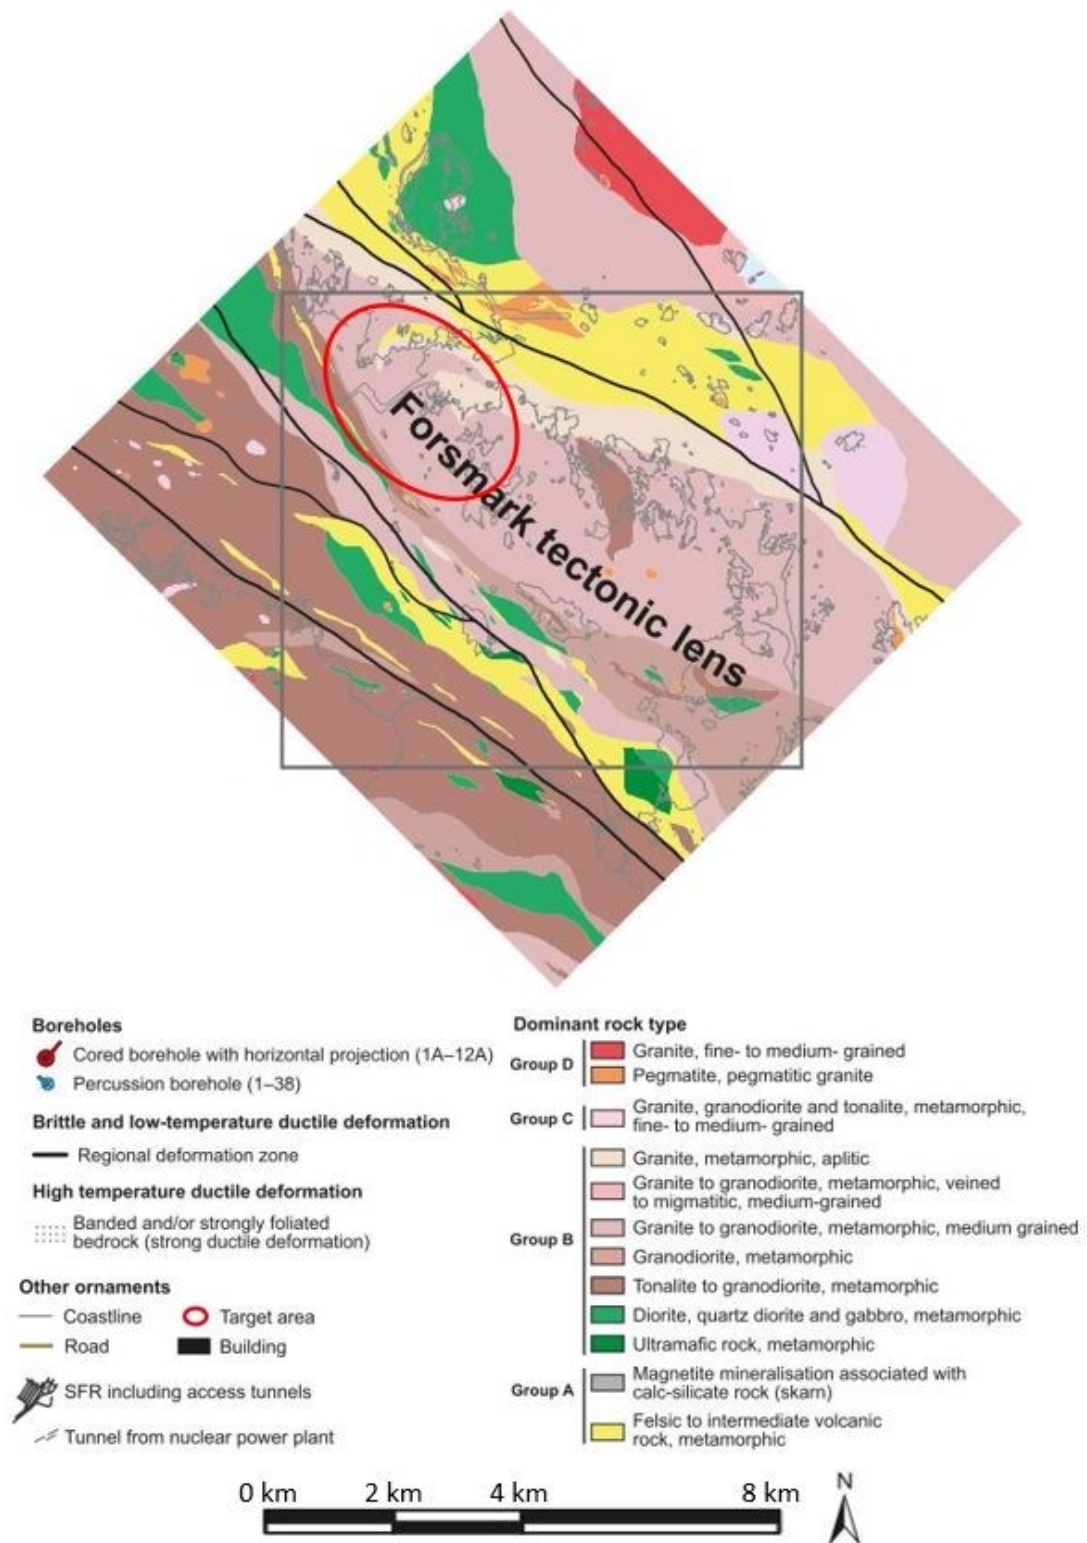 Forsmark tectonic lens
Boreholes
Cored borehole with horizontal projection (1A–12A)
Percussion borehole (1–38)
Brittle and low-temperature ductile deformation
Regional deformation zone
High temperature ductile deformation
Banded and/or strongly foliated
bedrock (strong ductile deformation)
Other ornaments
Coastline
Target area
Road
Building
SFR including access tunnels
Tunnel from nuclear power plant
Dominant rock type
Group D
Granite, fine- to medium- grained
Pegmatite, pegmatitic granite
Group C
Granite, granodiorite and tonalite, metamorphic,
fine- to medium- grained
Group B
Granite, metamorphic, aplitic
Granite to granodiorite, metamorphic, veined
to migmatitic, medium-grained
Granite to granodiorite, metamorphic, medium grained
Granodiorite, metamorphic
Tonalite to granodiorite, metamorphic
Diorite, quartz diorite and gabbro, metamorphic
Ultramafic rock, metamorphic
Group A
Magnetite mineralisation associated with
calc-silicate rock (skarn)
Felsic to intermediate volcanic
rock, metamorphic
0 km 2 km 4 km 8 km
N